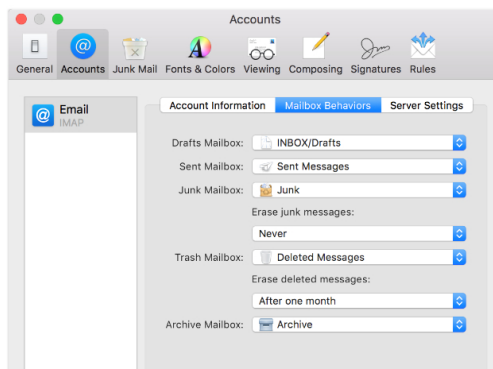 Accounts
General Accounts Junk Mail Fonts & Colors Viewing Composing Signatures Rules
Email
IMAP
Account Information Mailbox Behaviors Server Settings
Drafts Mailbox: INBOX/Drafts
Sent Mailbox: Sent Messages
Junk Mailbox: Junk
Erase junk messages:
Never
Trash Mailbox: Deleted Messages
Erase deleted messages:
After one month
Archive Mailbox: Archive